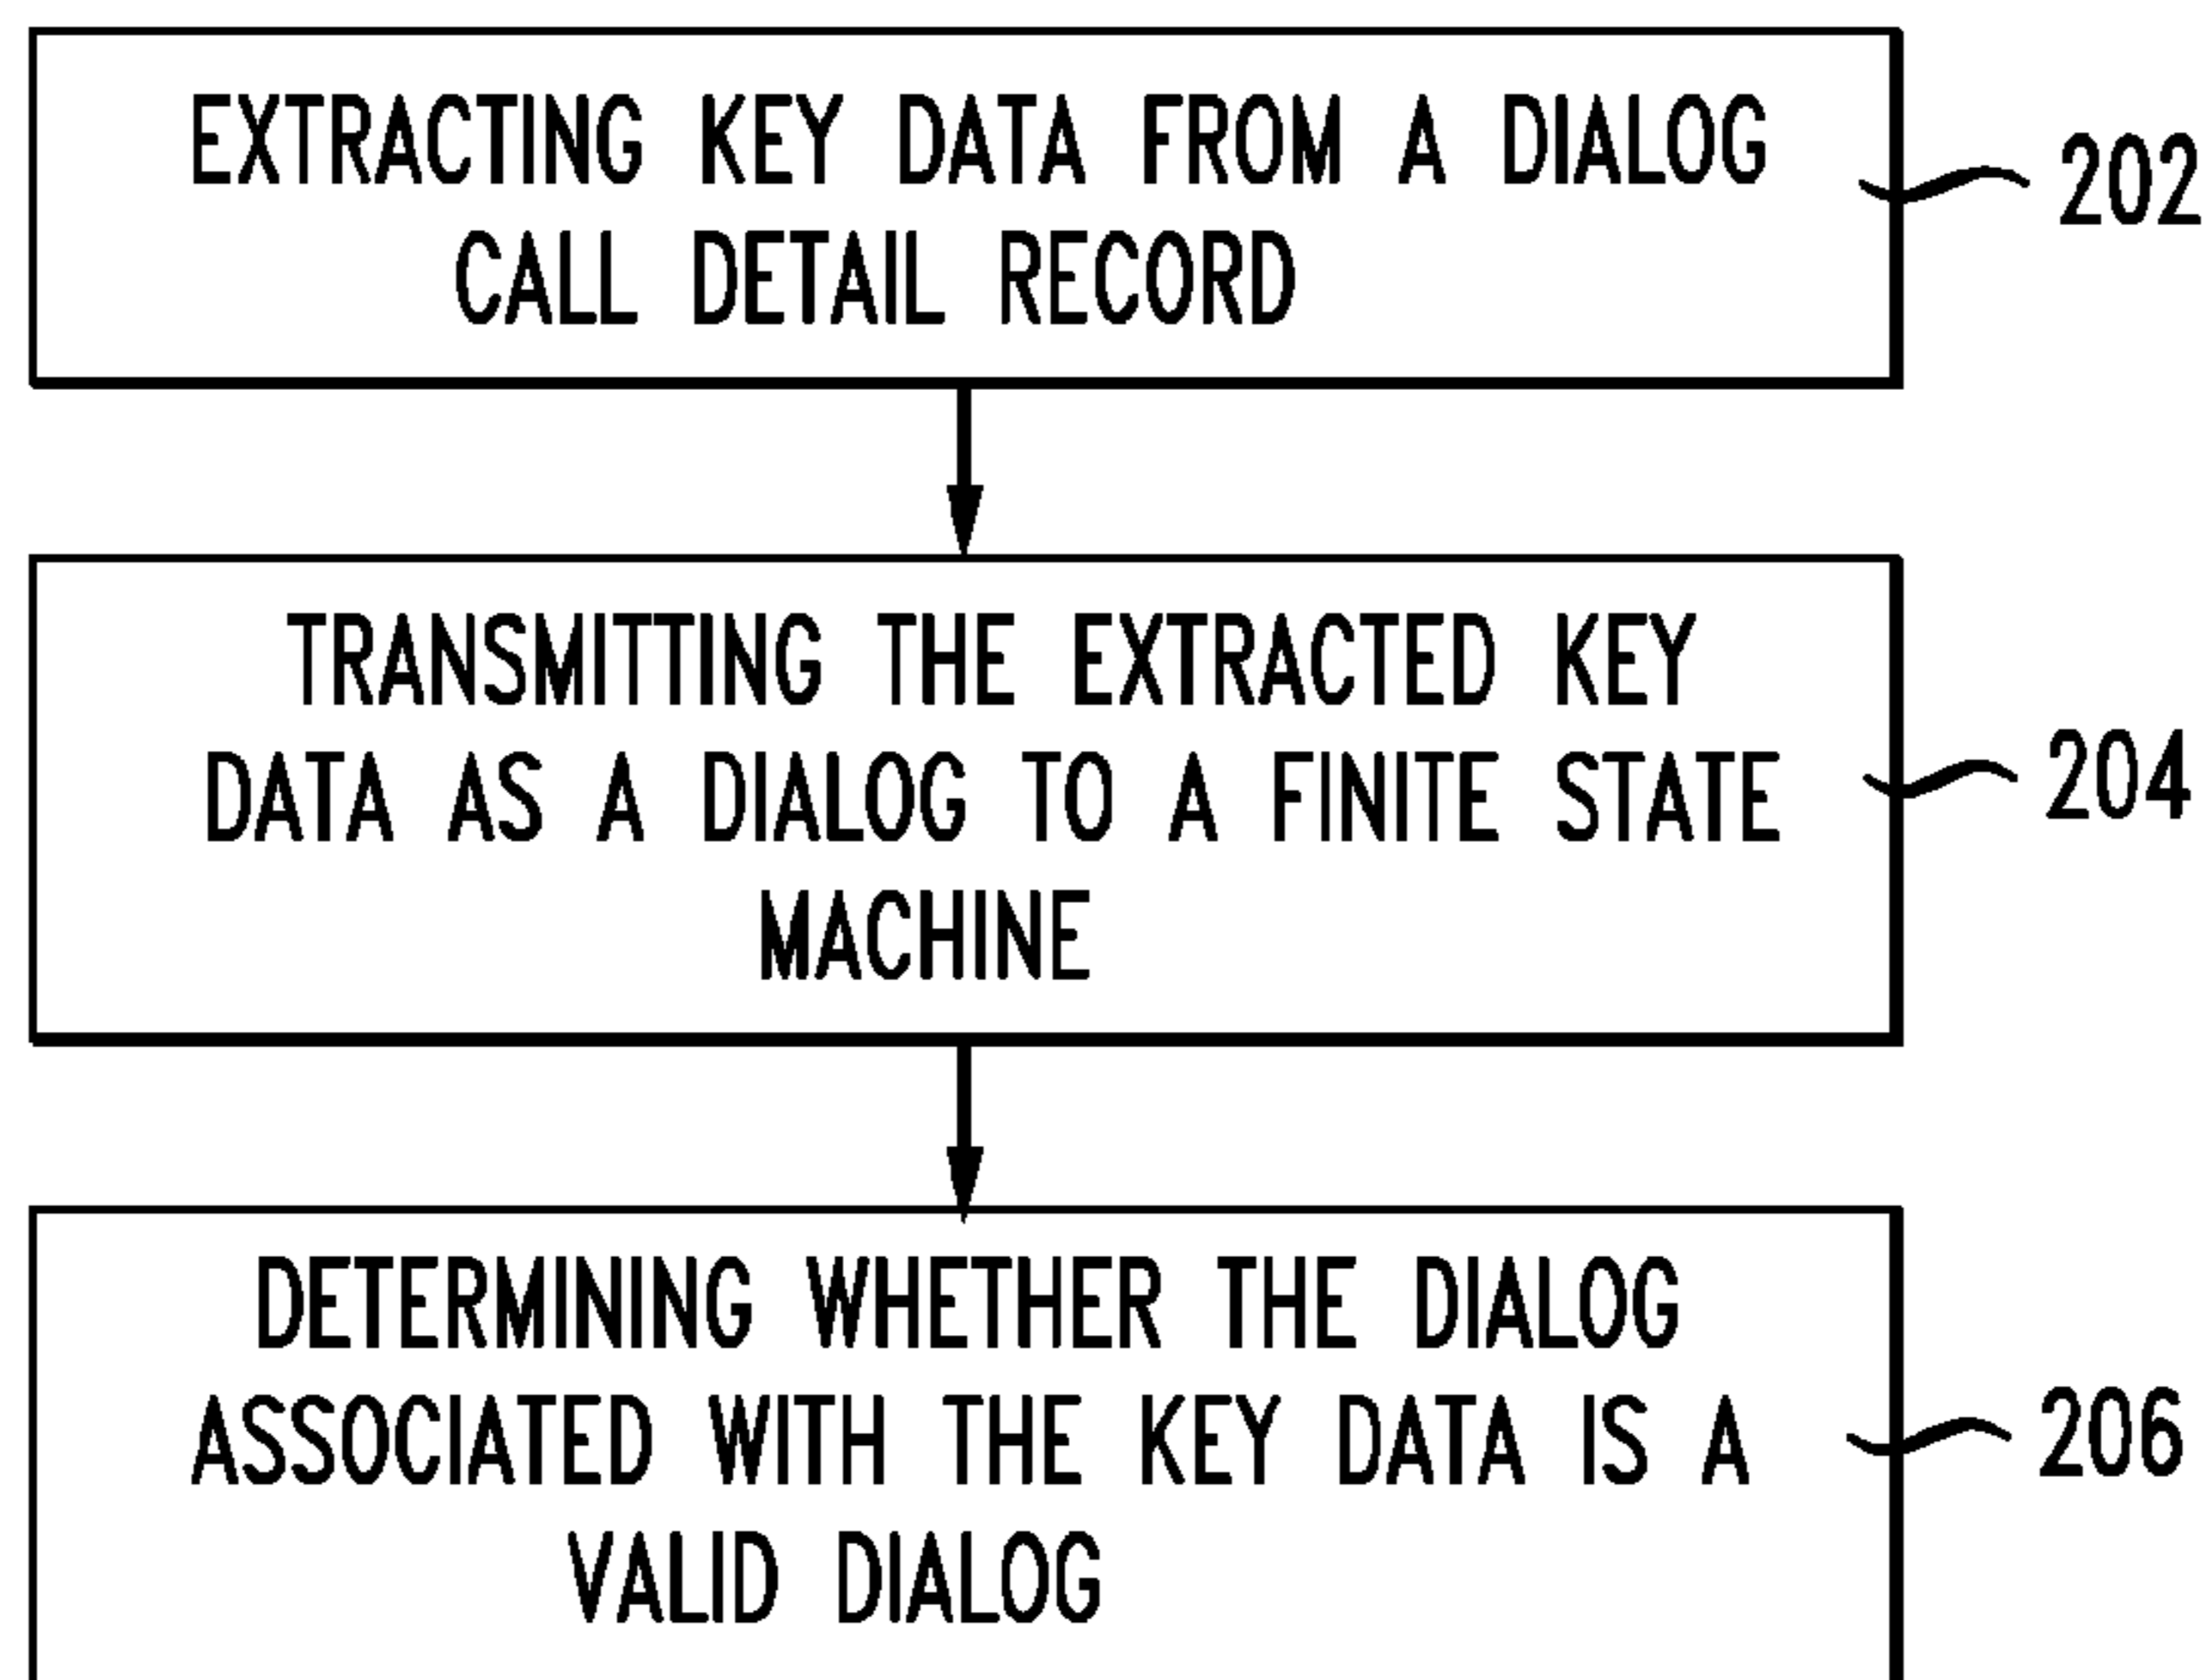 EXTRACTING KEY DATA FROM A DIALOG
CALL DETAIL RECORD
202
TRANSMITTING THE EXTRACTED KEY
DATA AS A DIALOG TO A FINITE STATE
MACHINE
204
DETERMINING WHETHER THE DIALOG
ASSOCIATED WITH THE KEY DATA IS A
VALID DIALOG
206